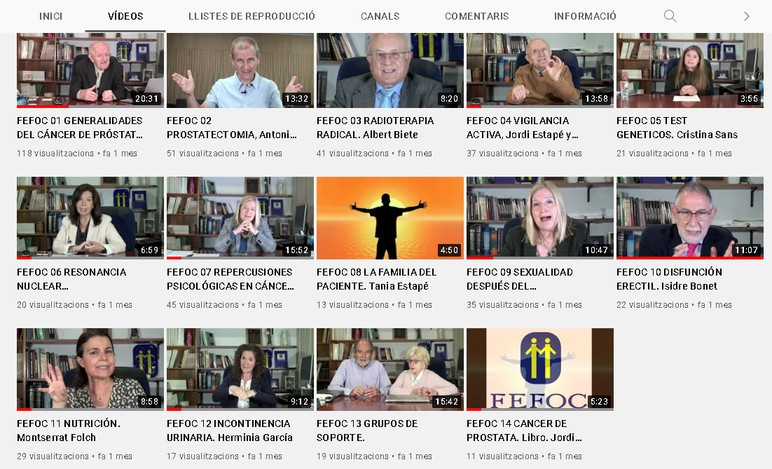 INICI VÍDEOS LLISTES DE REPRODUCCIÓ CANALS COMENTARIS INFORMACIÓ
20:31 13:32 8:20 13:58 3:55
FEFOC 01 GENERALIDADES
DEL CÁNCER DE PRÓSTAT...
118 visualitzacions • fa 1 mes
FEFOC 02
PROSTATECTOMIA, Antoni...
51 visualitzacions • fa 1 mes
FEFOC 03 RADIOTERAPIA
RADICAL. Albert Biete
41 visualitzacions • fa 1 mes
FEFOC 04 VIGILANCIA
ACTIVA, Jordi Estapé y...
37 visualitzacions • fa 1 mes
FEFOC 05 TEST
GENETICOS. Cristina Sans
21 visualitzacions • fa 1 mes
6:59 15:52 4:50 10:47 11:07
FEFOC 06 RESONANCIA
NUCLEAR...
20 visualitzacions • fa 1 mes
FEFOC 07 REPERCUSIONES
PSICOLÓGICAS EN CÁNCE...
45 visualitzacions • fa 1 mes
FEFOC 08 LA FAMILIA DEL
PACIENTE. Tania Estapé
13 visualitzacions • fa 1 mes
FEFOC 09 SEXUALIDAD
DESPUÉS DEL...
35 visualitzacions • fa 1 mes
FEFOC 10 DISFUNCIÓN
ERECTIL. Isidre Bonet
22 visualitzacions • fa 1 mes
8:58 9:12 15:42 FEFOC 5:23
FEFOC 11 NUTRICIÓN.
Montserrat Folch
29 visualitzacions • fa 1 mes
FEFOC 12 INCONTINENCIA
URINARIA. Herminia García
17 visualitzacions • fa 1 mes
FEFOC 13 GRUPOS DE
SOPORTE.
19 visualitzacions • fa 1 mes
FEFOC 14 CANCER DE
PROSTATA. Libro. Jordi...
11 visualitzacions • fa 1 mes